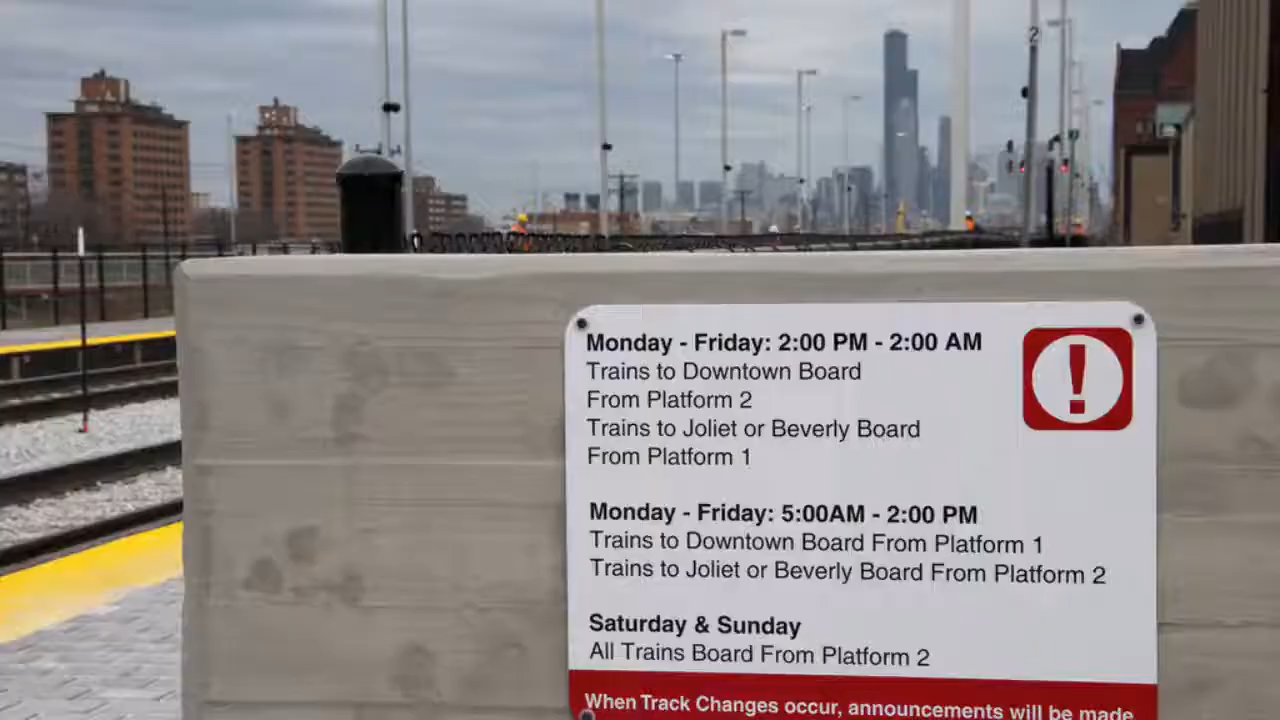 2
Monday - Friday: 2:00 PM - 2:00 AM
Trains to Downtown Board
From Platform 2
Trains to Joliet or Beverly Board
From Platform 1
Monday - Friday: 5:00AM - 2:00 PM
Trains to Downtown Board From Platform 1
Trains to Joliet or Beverly Board From Platform 2
Saturday & Sunday
All Trains Board From Platform 2
When Track Changes occur, announcements will be made